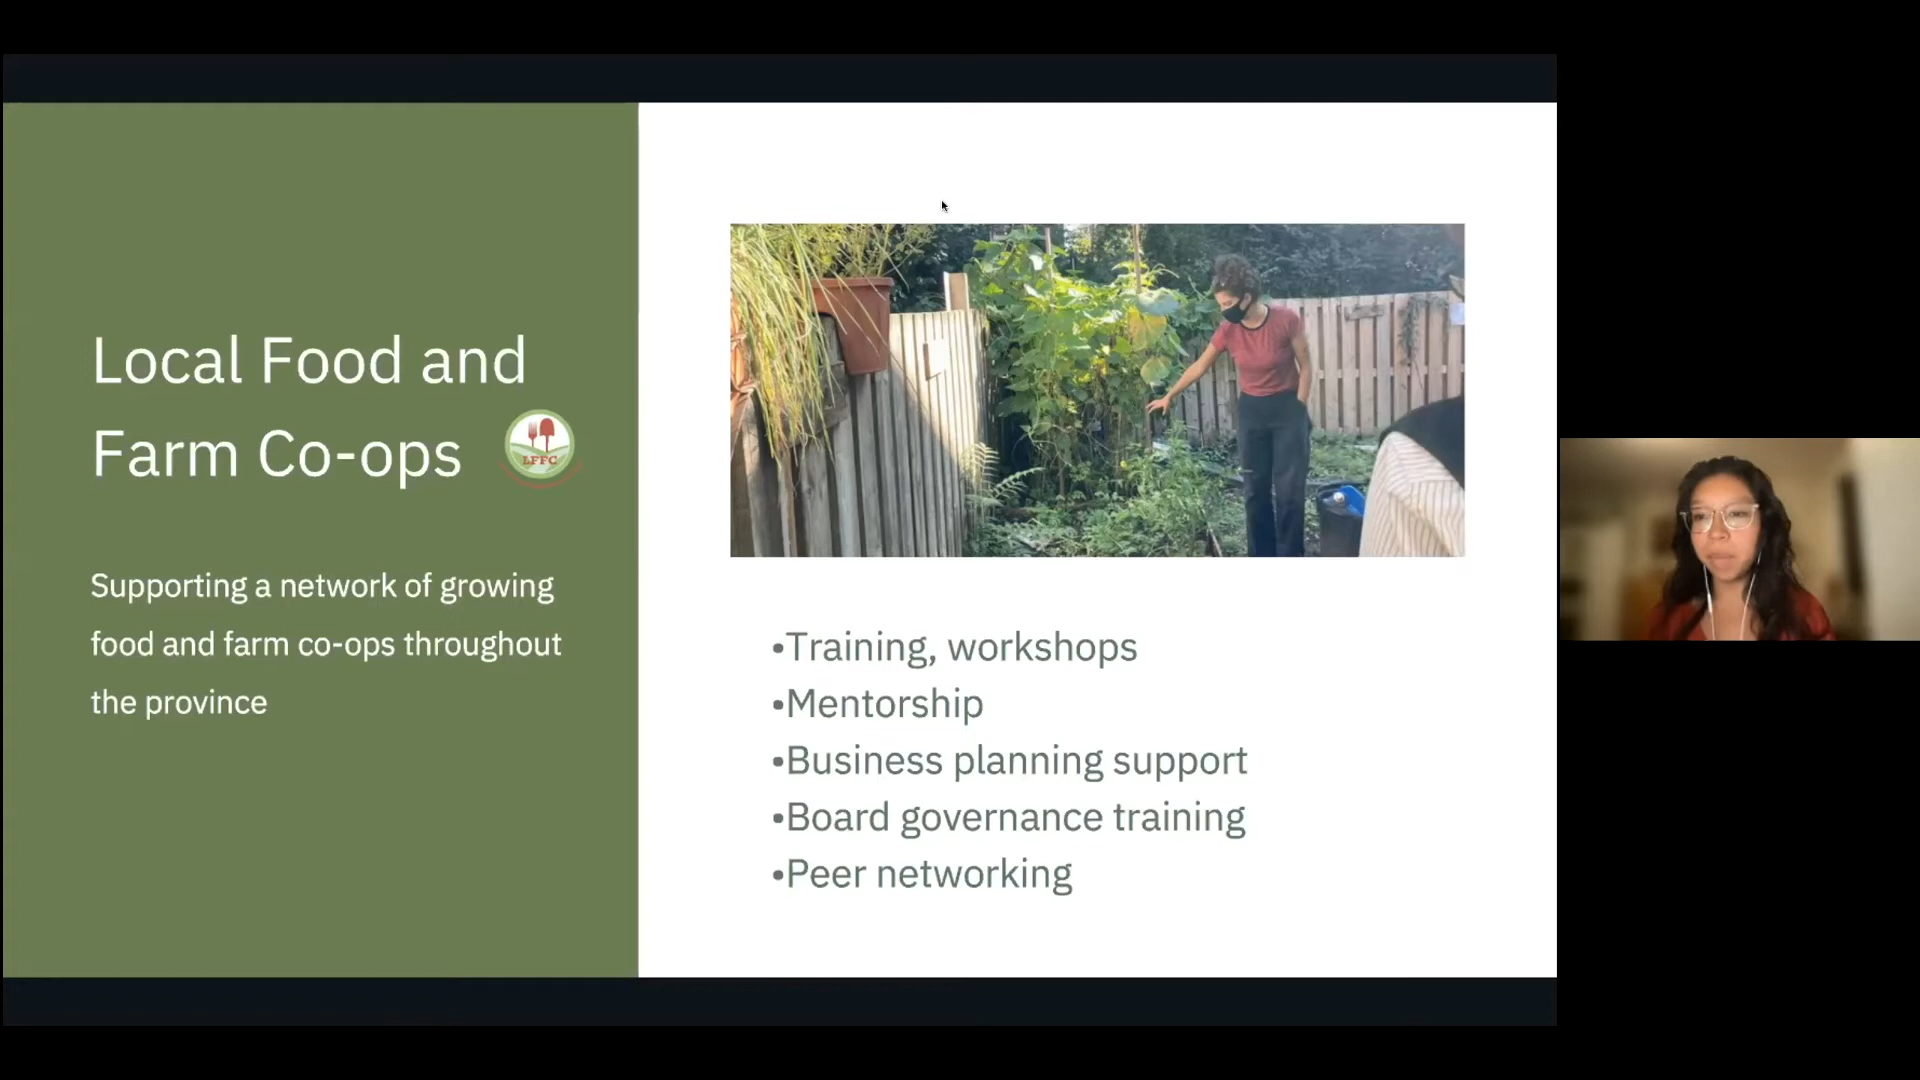 Local Food and
Farm Co-ops
LFFC
Supporting a network of growing
food and farm co-ops throughout
the province
•Training, workshops
•Mentorship
•Business planning support
•Board governance training
•Peer networking